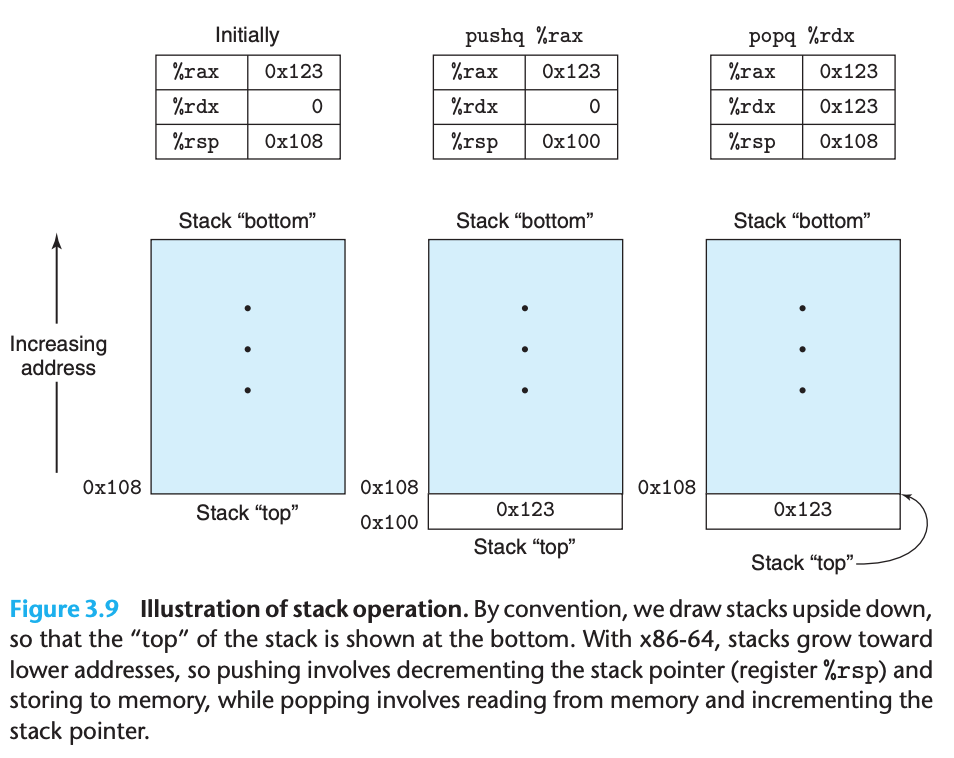 Initially
%rax 0x123
%rdx 0
%rsp 0x108
pushq %rax
%rax 0x123
%rdx 0
%rsp 0x100
popq %rdx
%rax 0x123
%rdx 0x123
%rsp 0x108
Increasing
address
Stack “bottom”
0x108
Stack “top”
Stack “bottom”
0x108
0x123
0x100
Stack “top”
Stack “bottom”
0x108
0x123
Stack “top”
Figure 3.9 Illustration of stack operation. By convention, we draw stacks upside down,
so that the “top” of the stack is shown at the bottom. With x86-64, stacks grow toward
lower addresses, so pushing involves decrementing the stack pointer (register %rsp) and
storing to memory, while popping involves reading from memory and incrementing the
stack pointer.